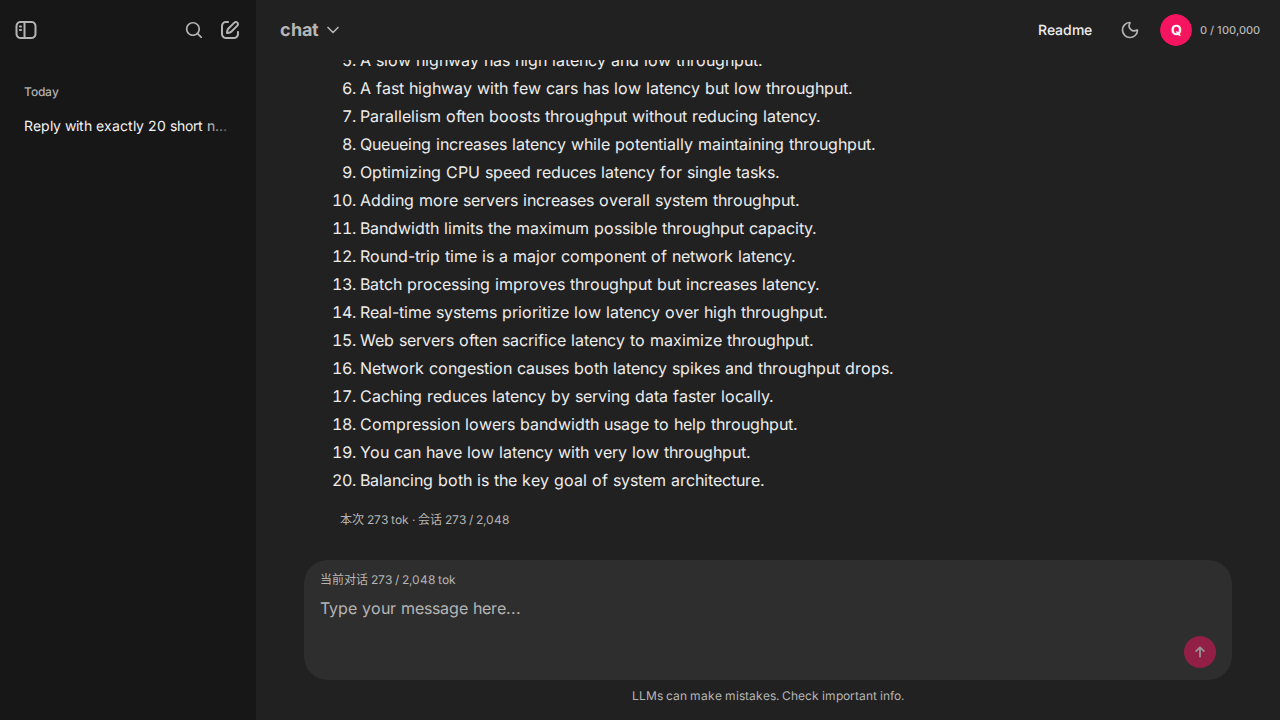 chat
Readme
Q
0 / 100,000
Today
Reply with exactly 20 short n...
5. A slow highway has high latency and low throughput.
6. A fast highway with few cars has low latency but low throughput.
7. Parallelism often boosts throughput without reducing latency.
8. Queueing increases latency while potentially maintaining throughput.
9. Optimizing CPU speed reduces latency for single tasks.
10. Adding more servers increases overall system throughput.
11. Bandwidth limits the maximum possible throughput capacity.
12. Round-trip time is a major component of network latency.
13. Batch processing improves throughput but increases latency.
14. Real-time systems prioritize low latency over high throughput.
15. Web servers often sacrifice latency to maximize throughput.
16. Network congestion causes both latency spikes and throughput drops.
17. Caching reduces latency by serving data faster locally.
18. Compression lowers bandwidth usage to help throughput.
19. You can have low latency with very low throughput.
20. Balancing both is the key goal of system architecture.
本次 273 tok · 会话 273 / 2,048
当前对话 273 / 2,048 tok
Type your message here...
LLMs can make mistakes. Check important info.